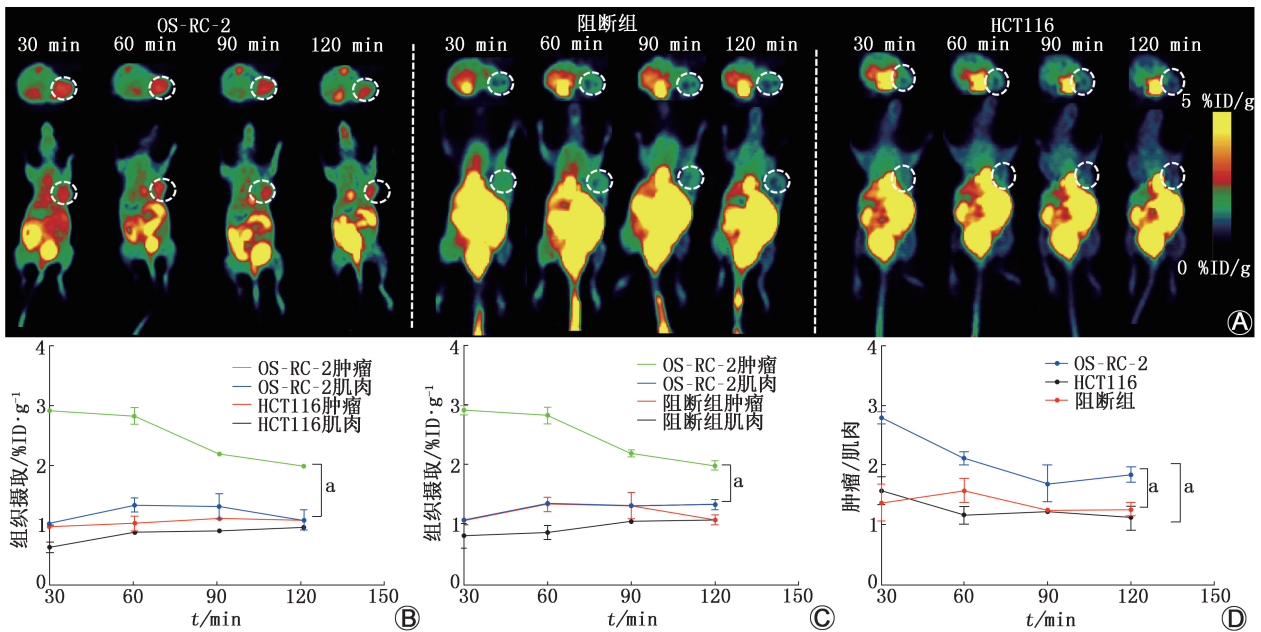 OS-RC-2 阻断组 HCT116
30 min 60 min 90 min 120 min 30 min 60 min 90 min 120 min 30 min 60 min 90 min 120 min
5 %ID/g
0 %ID/g
A
组织摄取/%ID·g⁻¹
4
3
2
1
0
OS-RC-2肿瘤
OS-RC-2肌肉
HCT116肿瘤
HCT116肌肉
a
30 60 90 120 150
t/min
B
组织摄取/%ID·g⁻¹
4
3
2
1
0
OS-RC-2肿瘤
OS-RC-2肌肉
阻断组肿瘤
阻断组肌肉
a
30 60 90 120 150
t/min
C
肿瘤/肌肉
4
3
2
1
0
OS-RC-2
HCT116
阻断组
a a
30 60 90 120 150
t/min
D